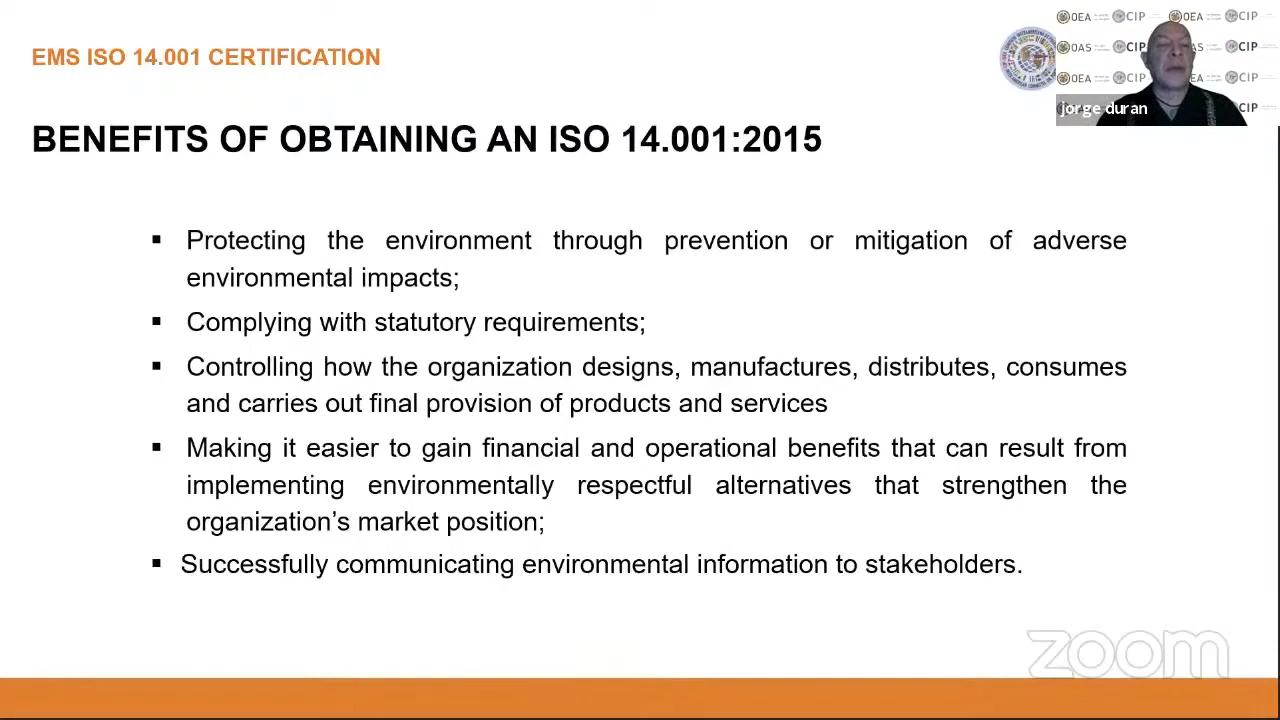 EMS ISO 14.001 CERTIFICATION
OEA CIP OEA CIP
OAS CIP CIP
OEA CIP EA CIP
CIP
jorge duran
BENEFITS OF OBTAINING AN ISO 14.001:2015
▪ Protecting the environment through prevention or mitigation of adverse
environmental impacts;
▪ Complying with statutory requirements;
▪ Controlling how the organization designs, manufactures, distributes, consumes
and carries out final provision of products and services
▪ Making it easier to gain financial and operational benefits that can result from
implementing environmentally respectful alternatives that strengthen the
organization’s market position;
▪ Successfully communicating environmental information to stakeholders.
zoom